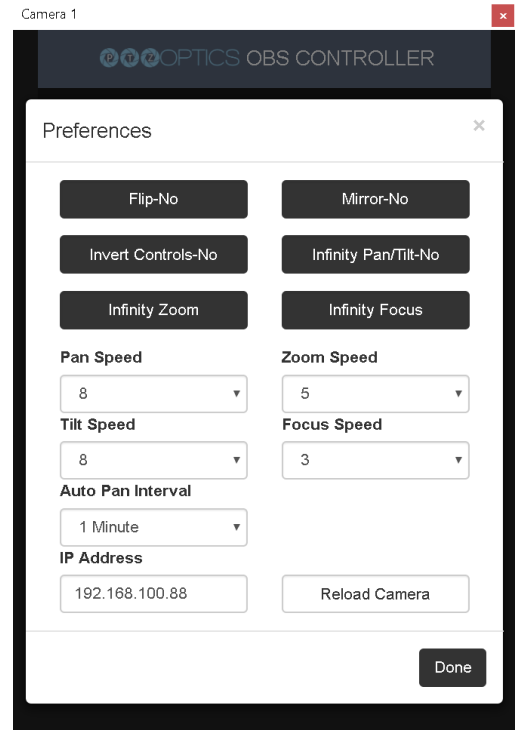 Camera 1
PTZOPTICS OBS CONTROLLER
Preferences
Flip-No
Mirror-No
Invert Controls-No
Infinity Pan/Tilt-No
Infinity Zoom
Infinity Focus
Pan Speed
Zoom Speed
8
5
Tilt Speed
Focus Speed
8
3
Auto Pan Interval
1 Minute
IP Address
192.168.100.88
Reload Camera
Done